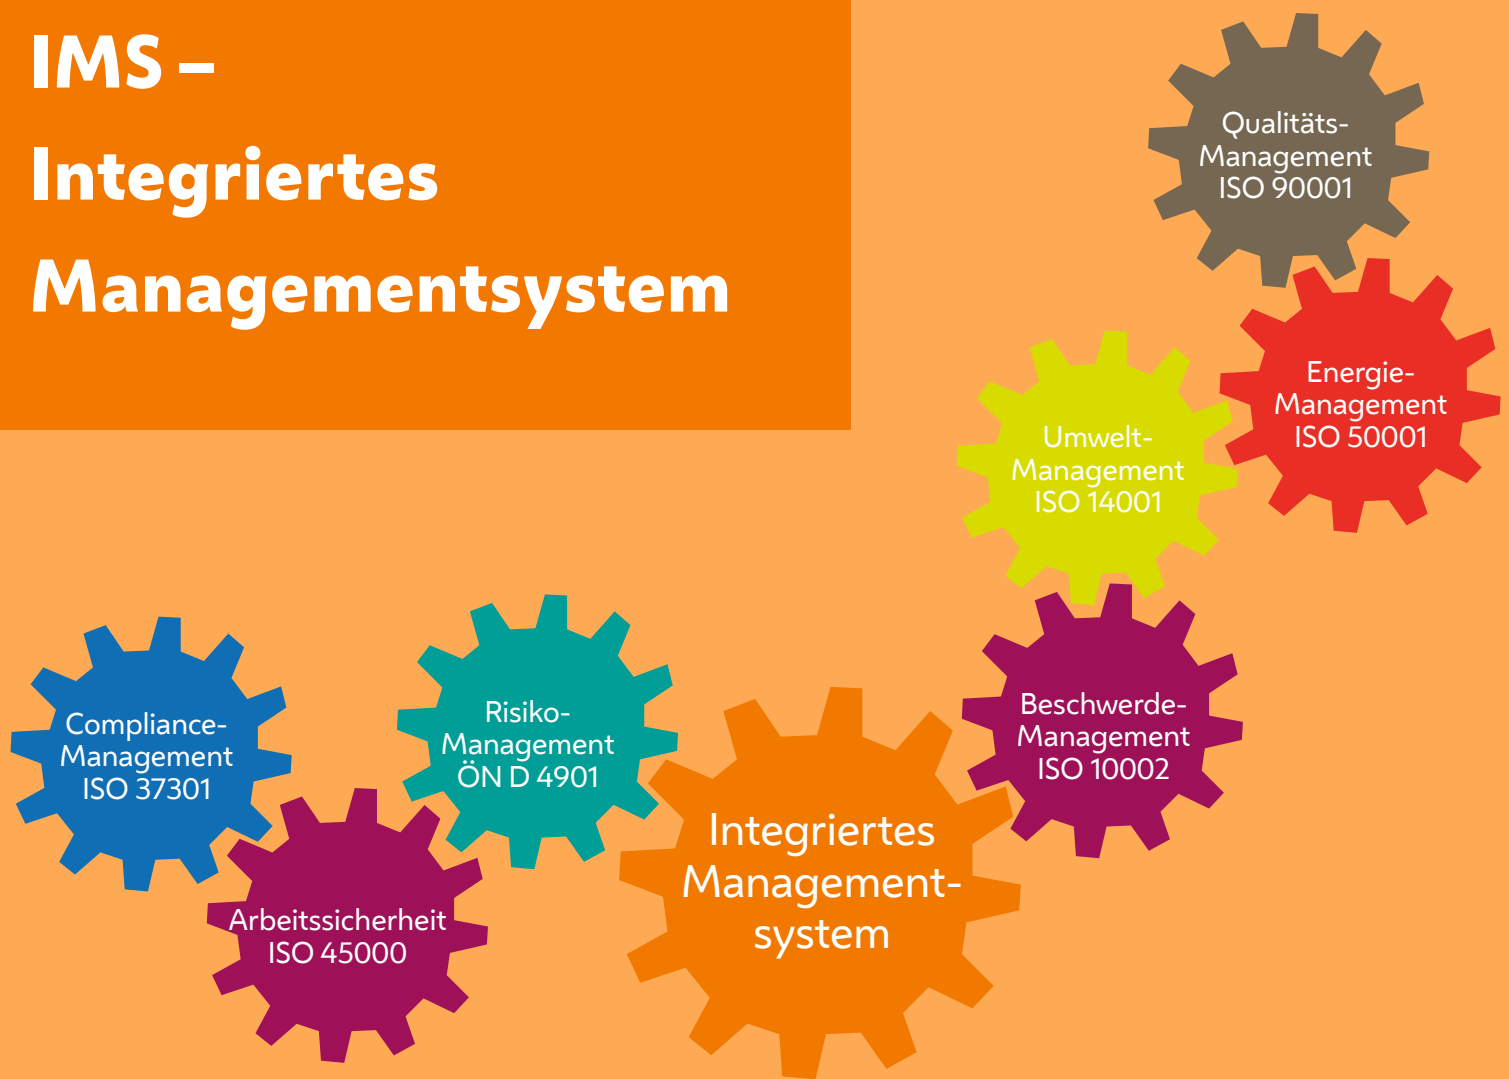 IMS –
Integriertes
Managementsystem
Qualitäts-
Management
ISO 90001
Energie-
Management
ISO 50001
Umwelt-
Management
ISO 14001
Beschwerde-
Management
ISO 10002
Integriertes
Management-
system
Risiko-
Management
ÖN D 4901
Arbeitssicherheit
ISO 45000
Compliance-
Management
ISO 37301